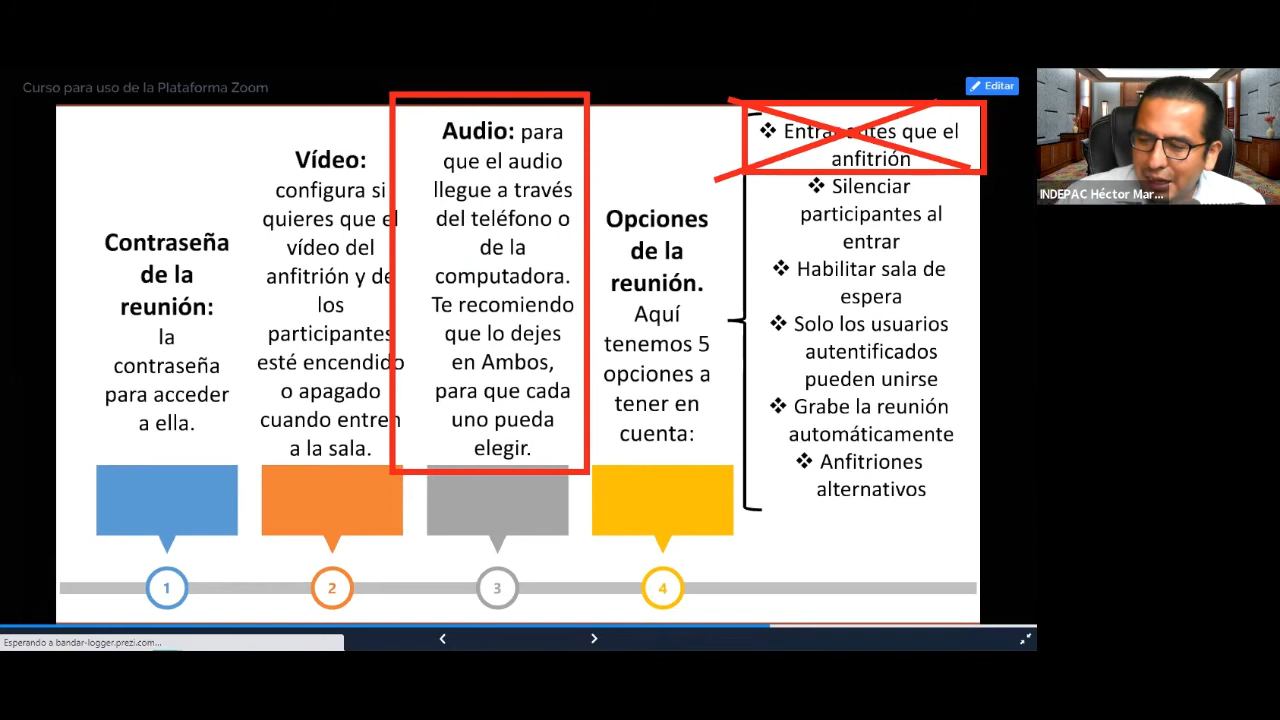 Curso para uso de la Plataforma Zoom
Editar
Contraseña
de la
reunión:
la
contraseña
para acceder
a ella.
Vídeo:
configura si
quieres que el
vídeo del
anfitrión y de
los
participantes
esté encendido
o apagado
cuando entren
a la sala.
Audio: para
que el audio
llegue a través
del teléfono o
de la
computadora.
Te recomiendo
que lo dejes
en Ambos,
para que cada
uno pueda
elegir.
Opciones
de la
reunión.
Aquí
tenemos 5
opciones a
tener en
cuenta:
❖ Entrar antes que el
anfitrión
❖ Silenciar
participantes al
entrar
❖ Habilitar sala de
espera
❖ Solo los usuarios
autentificados
pueden unirse
❖ Grabe la reunión
automáticamente
❖ Anfitriones
alternativos
1
2
3
4
Esperando a bandar-logger.prezi.com...
INDEPAC Héctor Mar...